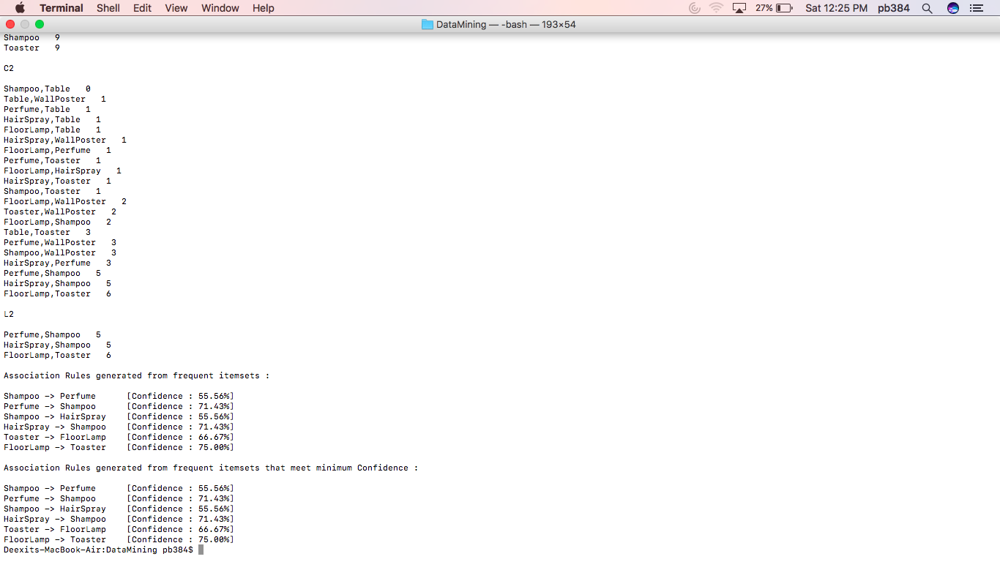 Terminal Shell Edit View Window Help 27% Sat 12:25 PM pb384
DataMining — -bash — 193×54
Shampoo 9
Toaster 9
C2
Shampoo,Table 0
Table,WallPoster 1
Perfume,Table 1
HairSpray,Table 1
FloorLamp,Table 1
HairSpray,WallPoster 1
FloorLamp,Perfume 1
Perfume,Toaster 1
FloorLamp,HairSpray 1
HairSpray,Toaster 1
Shampoo,Toaster 1
FloorLamp,WallPoster 2
Toaster,WallPoster 2
FloorLamp,Shampoo 2
Table,Toaster 3
Perfume,WallPoster 3
Shampoo,WallPoster 3
HairSpray,Perfume 3
Perfume,Shampoo 5
HairSpray,Shampoo 5
FloorLamp,Toaster 6
L2
Perfume,Shampoo 5
HairSpray,Shampoo 5
FloorLamp,Toaster 6
Association Rules generated from frequent itemsets :
Shampoo -> Perfume [Confidence : 55.56%]
Perfume -> Shampoo [Confidence : 71.43%]
Shampoo -> HairSpray [Confidence : 55.56%]
HairSpray -> Shampoo [Confidence : 71.43%]
Toaster -> FloorLamp [Confidence : 66.67%]
FloorLamp -> Toaster [Confidence : 75.00%]
Association Rules generated from frequent itemsets that meet minimum Confidence :
Shampoo -> Perfume [Confidence : 55.56%]
Perfume -> Shampoo [Confidence : 71.43%]
Shampoo -> HairSpray [Confidence : 55.56%]
HairSpray -> Shampoo [Confidence : 71.43%]
Toaster -> FloorLamp [Confidence : 66.67%]
FloorLamp -> Toaster [Confidence : 75.00%]
Deexits-MacBook-Air:DataMining pb384$